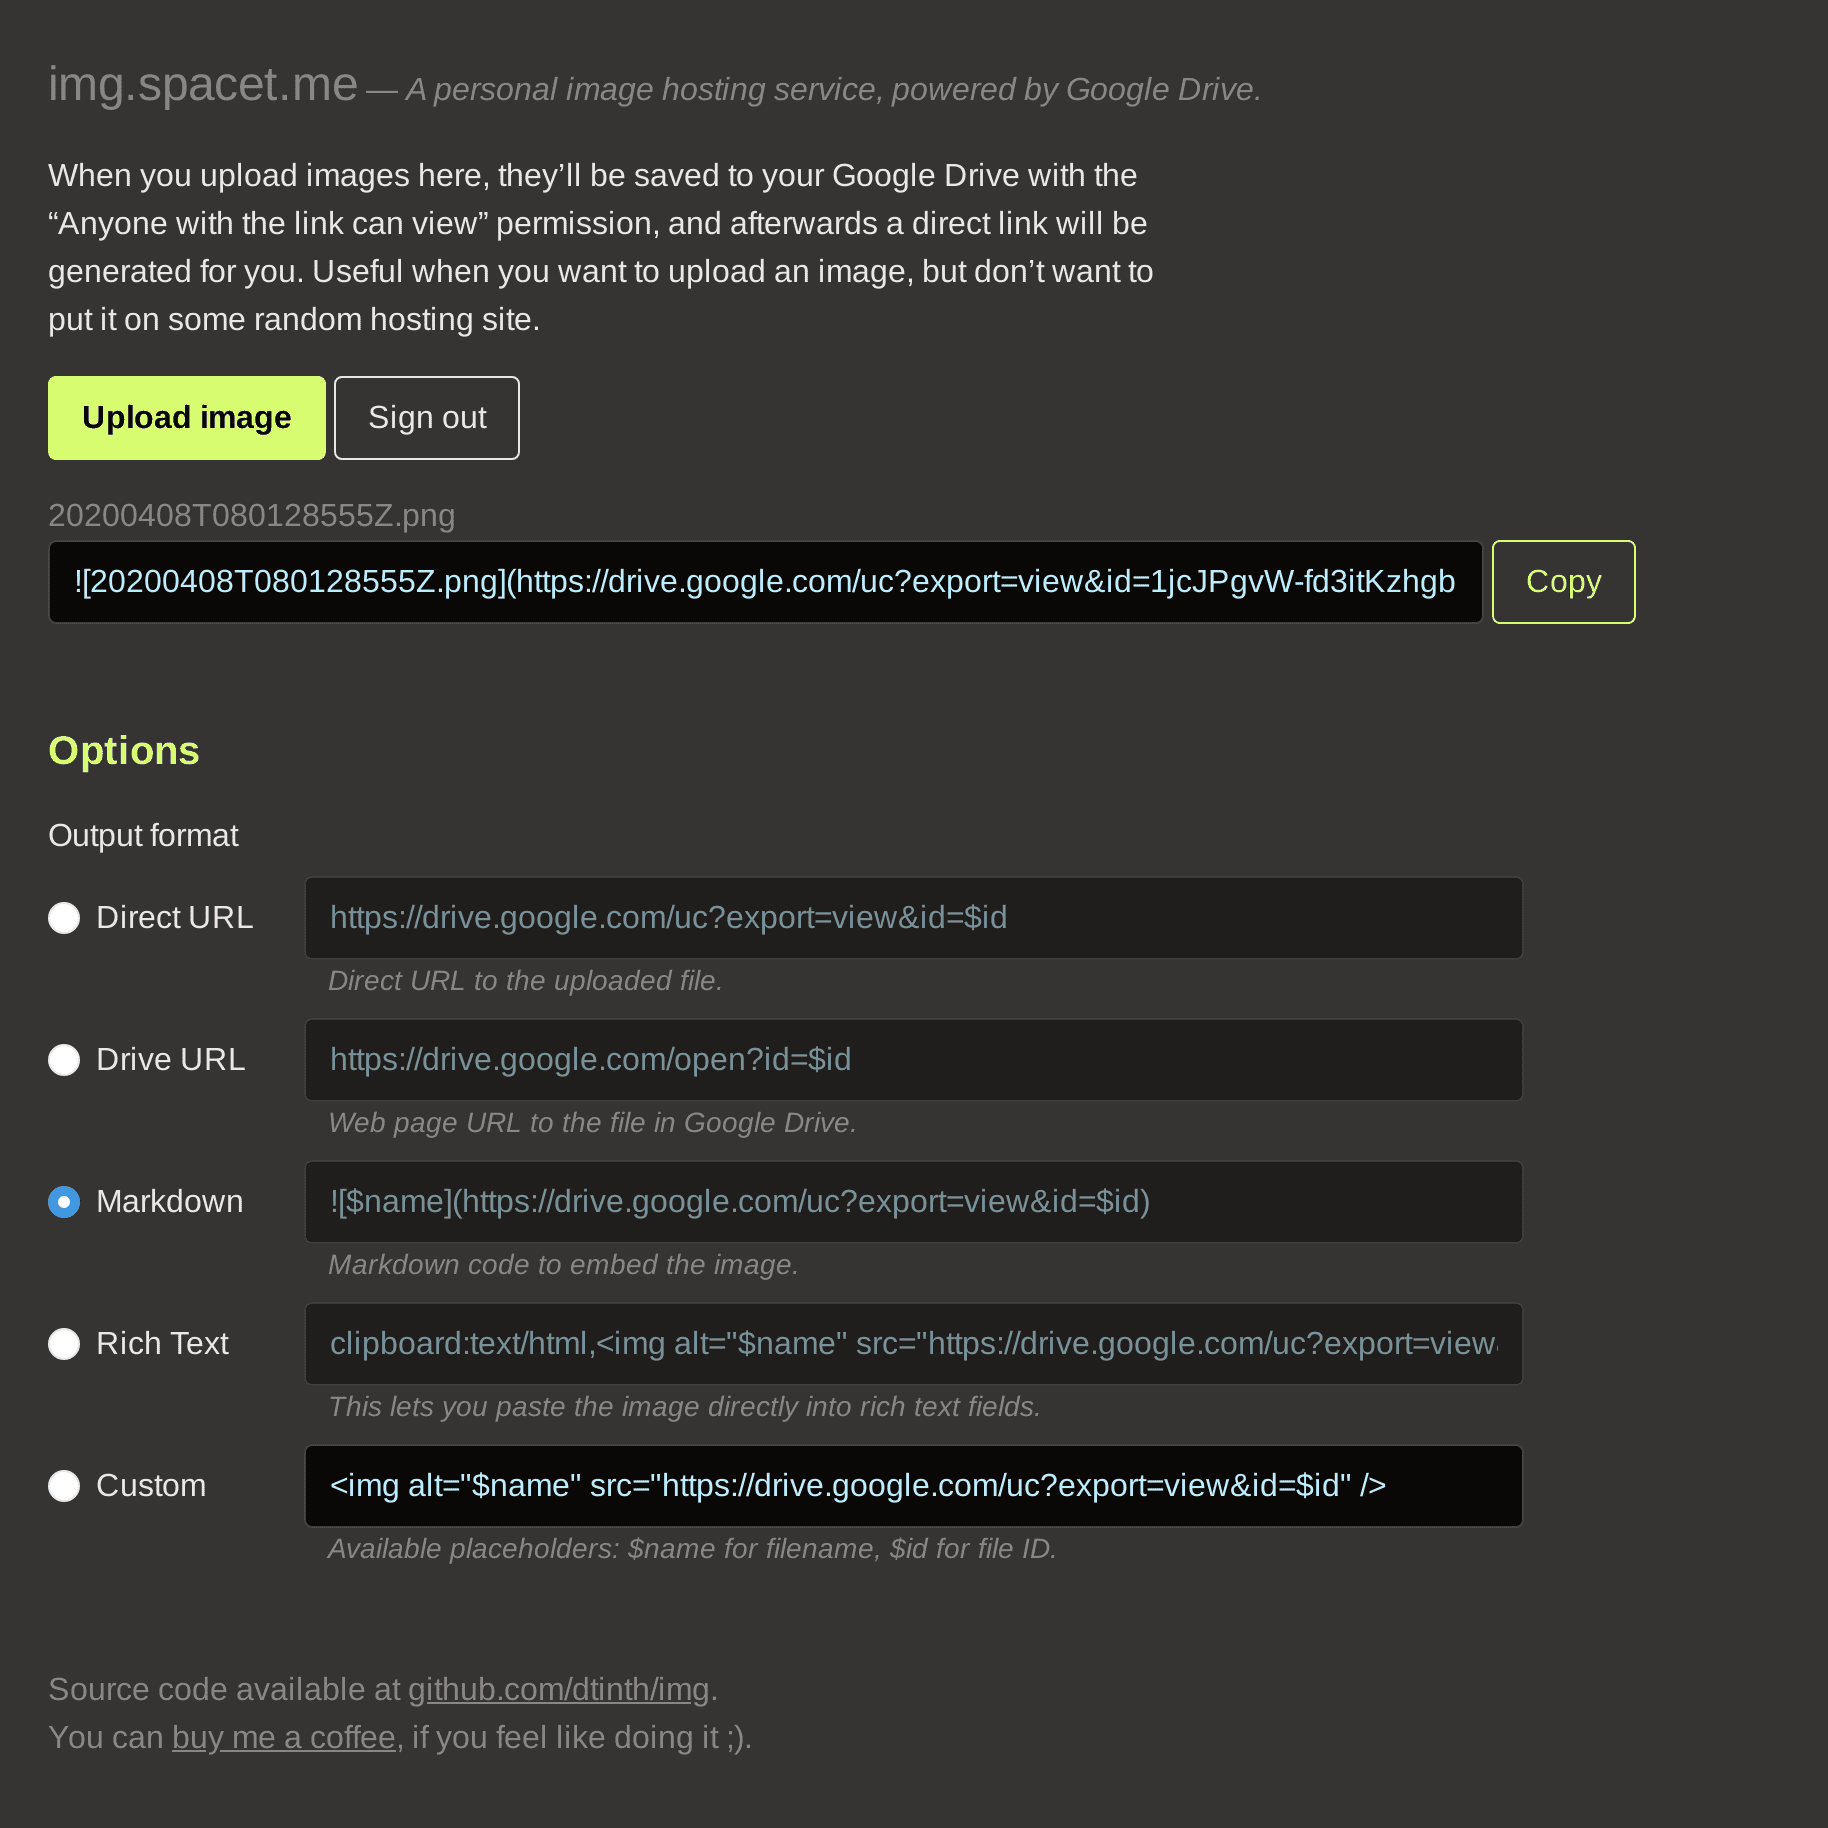 img.spacet.me — A personal image hosting service, powered by Google Drive.
When you upload images here, they’ll be saved to your Google Drive with the
“Anyone with the link can view” permission, and afterwards a direct link will be
generated for you. Useful when you want to upload an image, but don’t want to
put it on some random hosting site.
Upload image Sign out
20200408T080128555Z.png
![20200408T080128555Z.png](https://drive.google.com/uc?export=view&id=1jcJPgvW-fd3itKzhgb Copy
Options
Output format
Direct URL https://drive.google.com/uc?export=view&id=$id
Direct URL to the uploaded file.
Drive URL https://drive.google.com/open?id=$id
Web page URL to the file in Google Drive.
Markdown ![$name](https://drive.google.com/uc?export=view&id=$id)
Markdown code to embed the image.
Rich Text clipboard:text/html,<img alt="$name" src="https://drive.google.com/uc?export=view
This lets you paste the image directly into rich text fields.
Custom <img alt="$name" src="https://drive.google.com/uc?export=view&id=$id" />
Available placeholders: $name for filename, $id for file ID.
Source code available at github.com/dtinth/img.
You can buy me a coffee, if you feel like doing it ;).